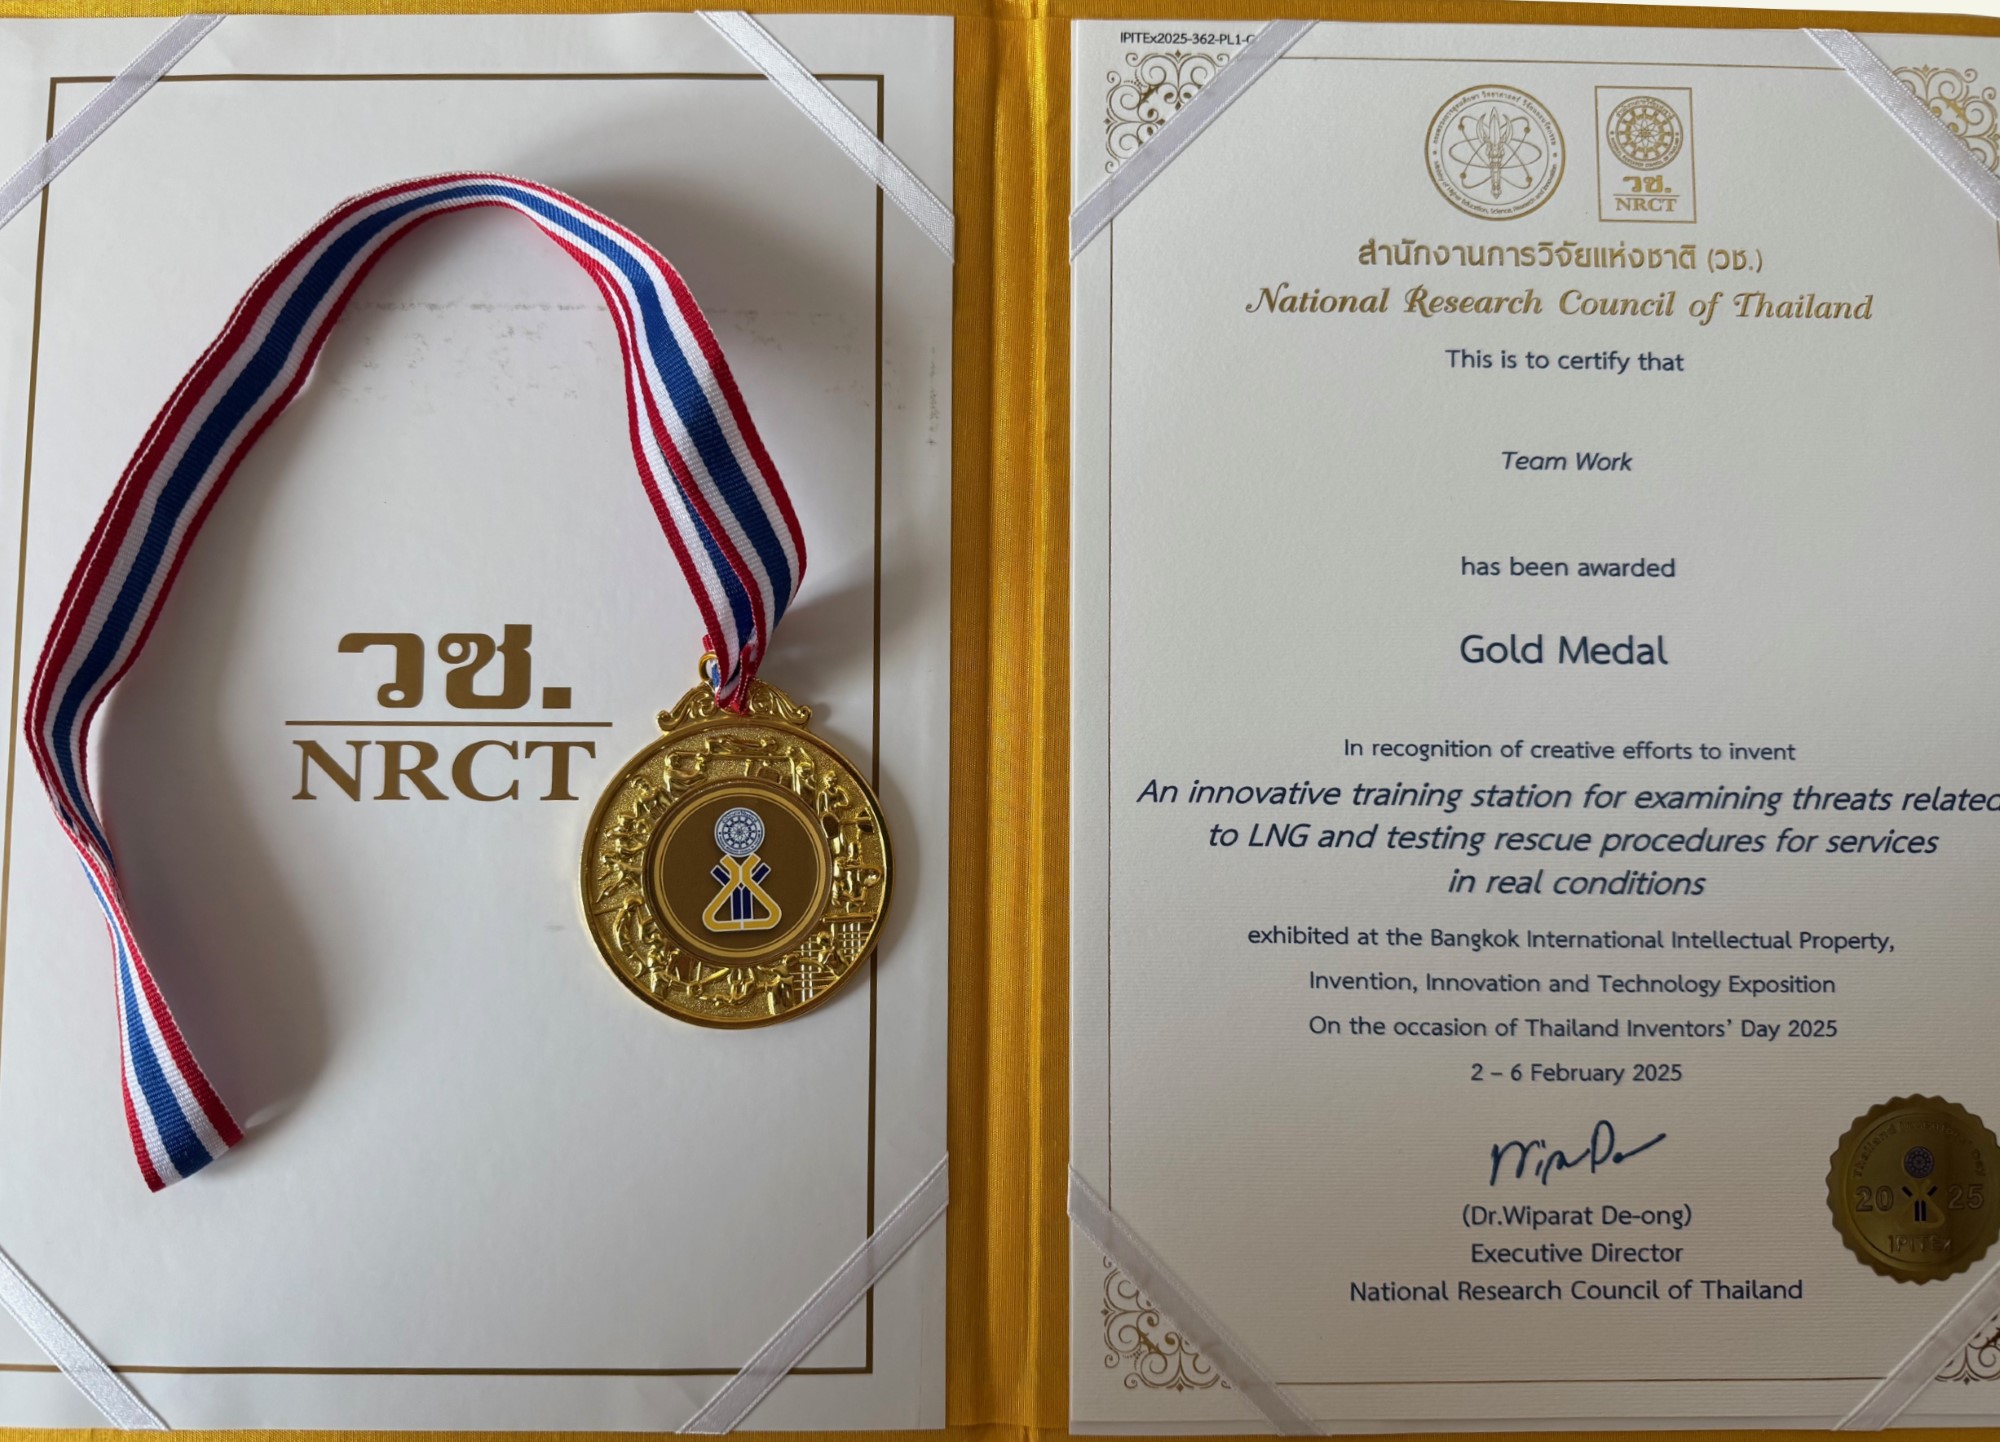 วช.
NRCT
IPITEx2025-362-PL1-
วช.
NRCT
สำนักงานการวิจัยแห่งชาติ (วช.)
National Research Council of Thailand
This is to certify that
Team Work
has been awarded
Gold Medal
In recognition of creative efforts to invent
An innovative training station for examining threats related
to LNG and testing rescue procedures for services
in real conditions
exhibited at the Bangkok International Intellectual Property,
Invention, Innovation and Technology Exposition
On the occasion of Thailand Inventors' Day 2025
2 – 6 February 2025
(Dr.Wiparat De-ong)
Executive Director
National Research Council of Thailand
2025
IPITEx